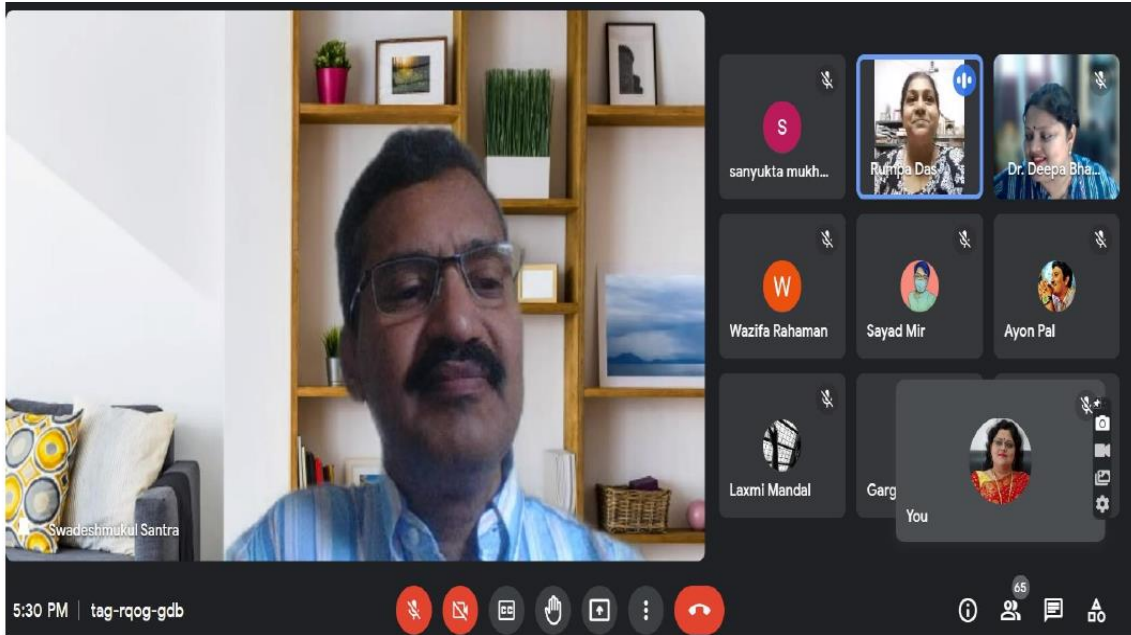 Swadeshmukul Santra
S
sanyukta mukh...
Rumpa Das
Dr. Deepa Bha...
W
Wazifa Rahaman
Sayad Mir
Ayon Pal
Laxmi Mandal
Garg
You
5:30 PM | tag-rqog-gdb
CC
65